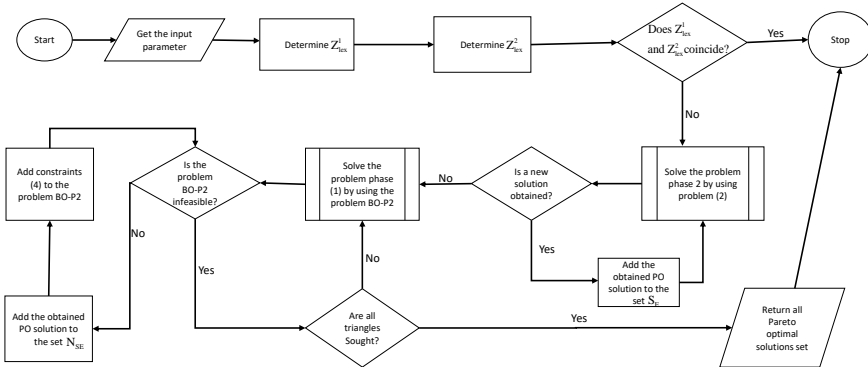 Start
Get the input
parameter
Determine Z¹lex
Determine Z²lex
Does Z¹lex
and Z²lex coincide?
Yes
Stop
No
Add constraints
(4) to the
problem BO-P2
Is the
problem
BO-P2
infeasible?
Solve the
problem phase
(1) by using the
problem BO-P2
No
Is a new
solution
obtained?
Solve the problem
phase 2 by using
problem (2)
No
Yes
No
Yes
Add the
obtained PO
solution to the
set S_E
Add the obtained
PO solution to
the set N_SE
Are all
triangles
Sought?
Yes
Return all
Pareto
optimal
solutions set